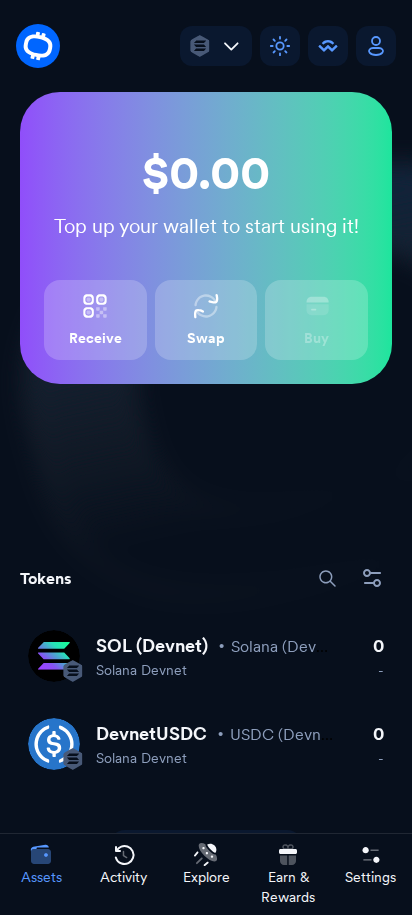 $0.00
Top up your wallet to start using it!
Receive
Swap
Buy
Tokens
SOL (Devnet) • Solana (Dev... 0
Solana Devnet -
DevnetUSDC • USDC (Devn... 0
Solana Devnet -
Assets Activity Explore Earn & Rewards Settings